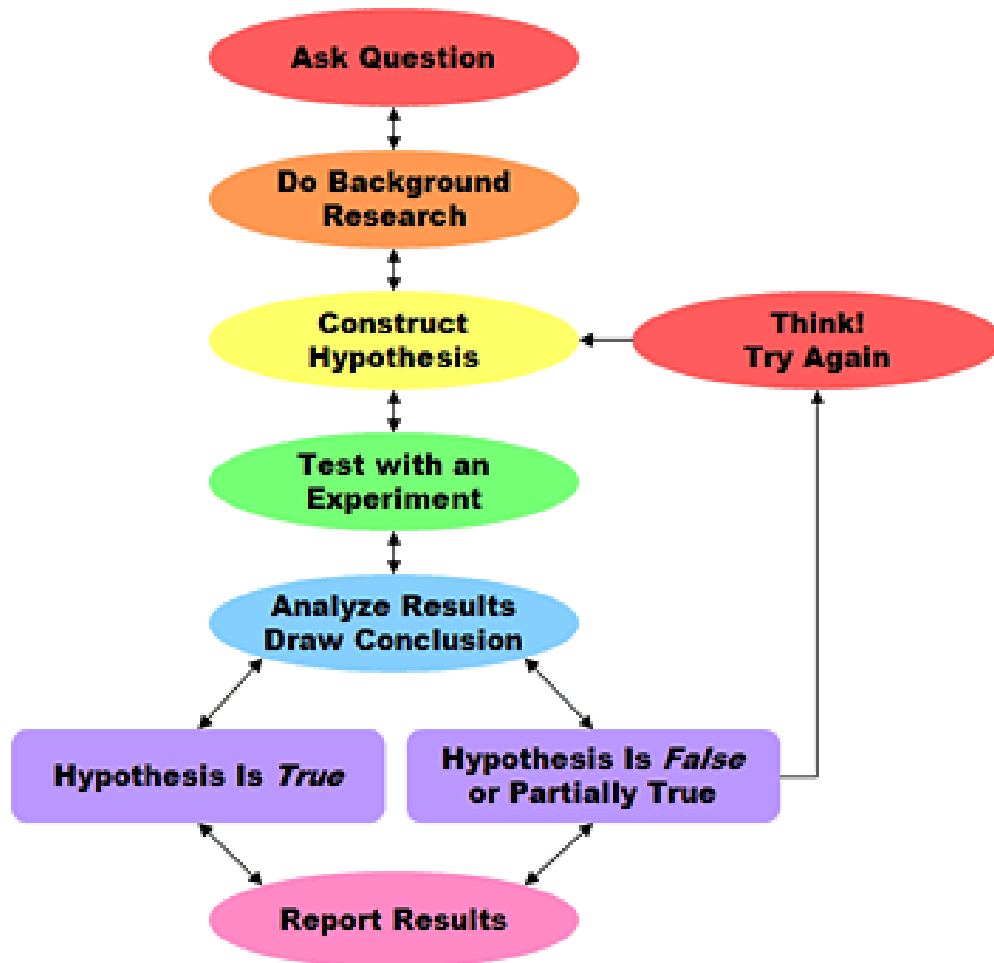 Ask Question
Do Background
Research
Construct
Hypothesis
Think!
Try Again
Test with an
Experiment
Analyze Results
Draw Conclusion
Hypothesis Is True
Hypothesis Is False
or Partially True
Report Results